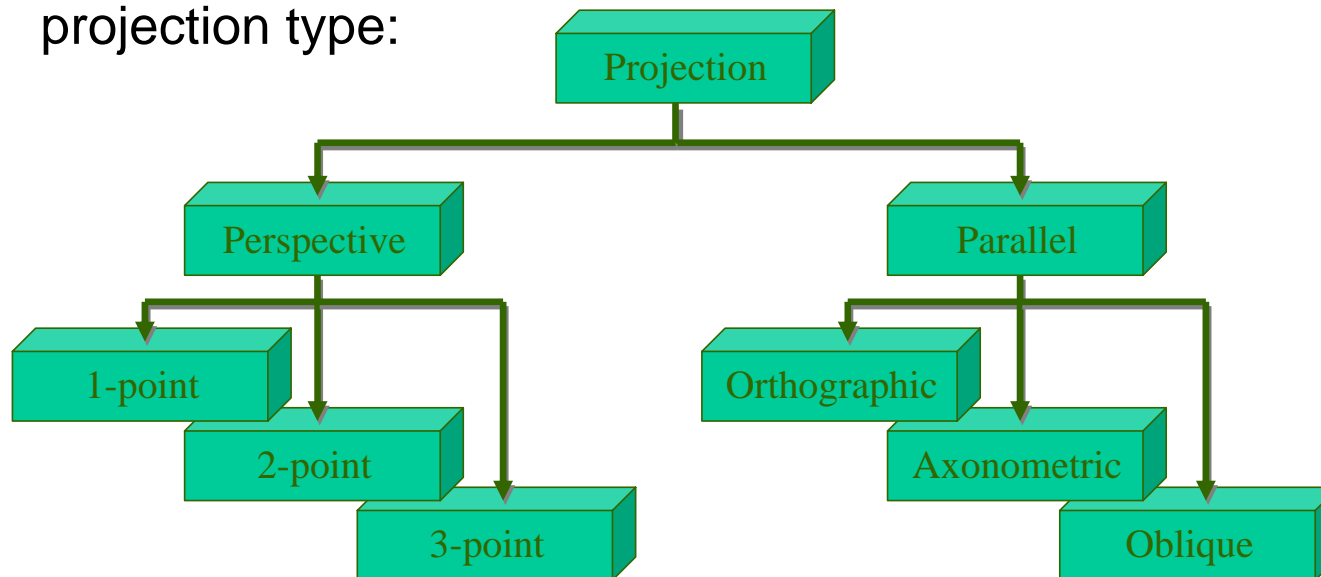 projection type:
Projection
Perspective
Parallel
1-point
Orthographic
2-point
Axonometric
3-point
Oblique